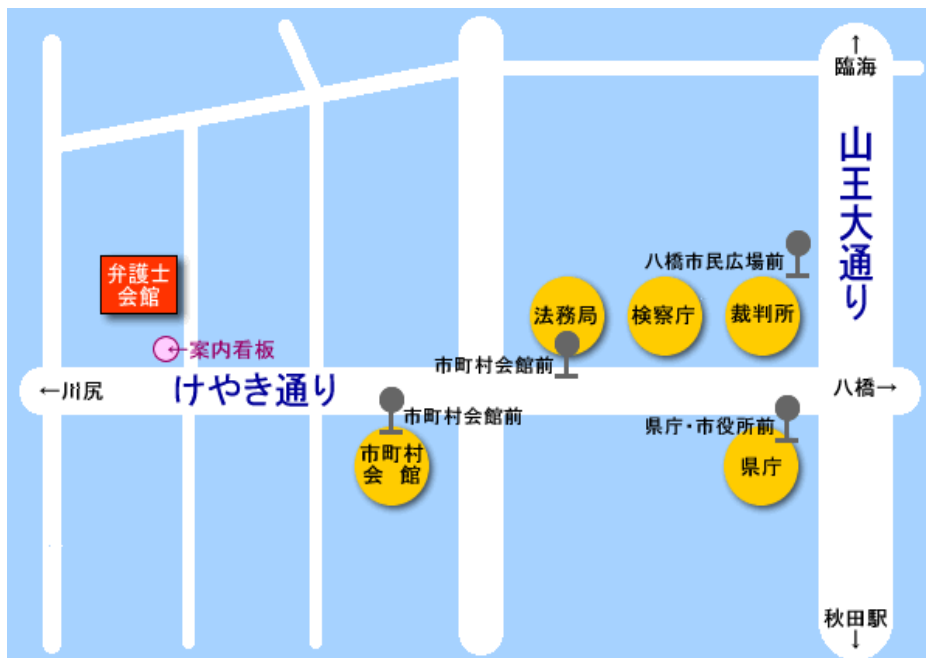 ↑
臨海
山王大通り
八橋市民広場前
弁護士
会館
法務局
検察庁
裁判所
←案内看板
市町村会館前
←川尻
けやき通り
八橋→
市町村会館前
県庁・市役所前
市町村
会館
県庁
秋田駅
↓